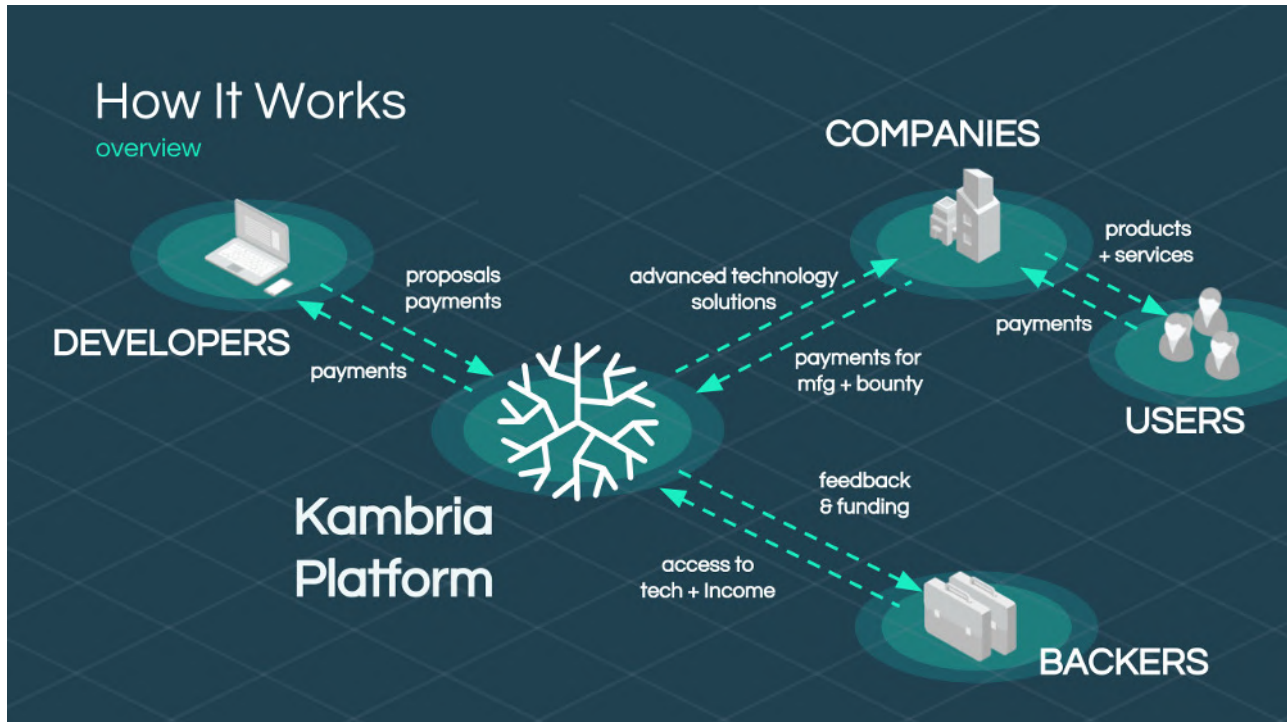 How It Works
overview
COMPANIES
products
+ services
proposals
payments
advanced technology
solutions
DEVELOPERS
payments
payments
payments for
mfg + bounty
USERS
Kambria
Platform
feedback
& funding
access to
tech + Income
BACKERS